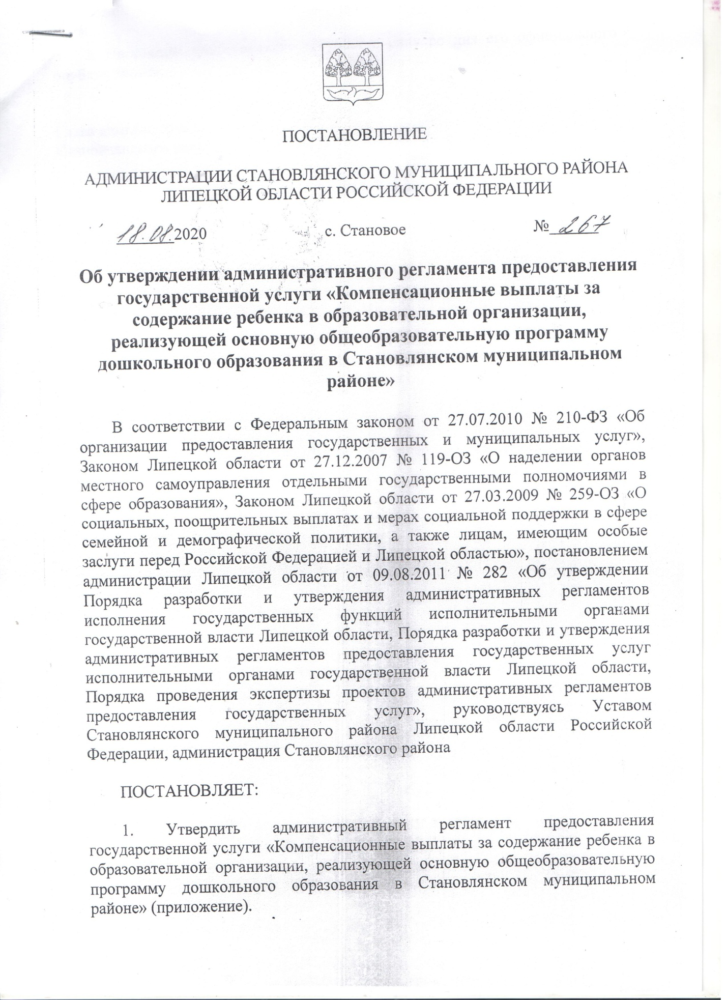 ПОСТАНОВЛЕНИЕ
АДМИНИСТРАЦИИ СТАНОВЛЯНСКОГО МУНИЦИПАЛЬНОГО РАЙОНА
ЛИПЕЦКОЙ ОБЛАСТИ РОССИЙСКОЙ ФЕДЕРАЦИИ
18.08.2020 с. Становое № 267
Об утверждении административного регламента предоставления
государственной услуги «Компенсационные выплаты за
содержание ребенка в образовательной организации,
реализующей основную общеобразовательную программу
дошкольного образования в Становлянском муниципальном
районе»
В соответствии с Федеральным законом от 27.07.2010 № 210-ФЗ «Об
организации предоставления государственных и муниципальных услуг»,
Законом Липецкой области от 27.12.2007 № 119-ОЗ «О наделении органов
местного самоуправления отдельными государственными полномочиями в
сфере образования», Законом Липецкой области от 27.03.2009 № 259-ОЗ «О
социальных, поощрительных выплатах и мерах социальной поддержки в сфере
семейной и демографической политики, а также лицам, имеющим особые
заслуги перед Российской Федерацией и Липецкой областью», постановлением
администрации Липецкой области от 09.08.2011 № 282 «Об утверждении
Порядка разработки и утверждения административных регламентов
исполнения государственных функций исполнительными органами
государственной власти Липецкой области, Порядка разработки и утверждения
административных регламентов предоставления государственных услуг
исполнительными органами государственной власти Липецкой области,
Порядка проведения экспертизы проектов административных регламентов
предоставления государственных услуг», руководствуясь Уставом
Становлянского муниципального района Липецкой области Российской
Федерации, администрация Становлянского района
ПОСТАНОВЛЯЕТ:
1. Утвердить административный регламент предоставления
государственной услуги «Компенсационные выплаты за содержание ребенка в
образовательной организации, реализующей основную общеобразовательную
программу дошкольного образования в Становлянском муниципальном
районе» (приложение).